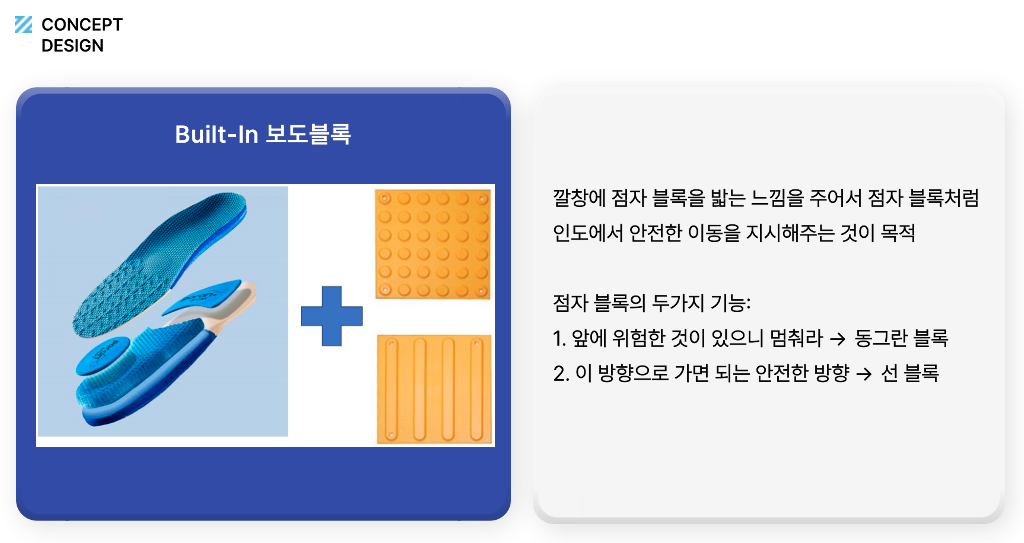 CONCEPT
DESIGN
Built-In 보도블록
깔창에 점자 블록을 밟는 느낌을 주어서 점자 블록처럼
인도에서 안전한 이동을 지시해주는 것이 목적
점자 블록의 두가지 기능:
1. 앞에 위험한 것이 있으니 멈춰라 → 동그란 블록
2. 이 방향으로 가면 되는 안전한 방향 → 선 블록